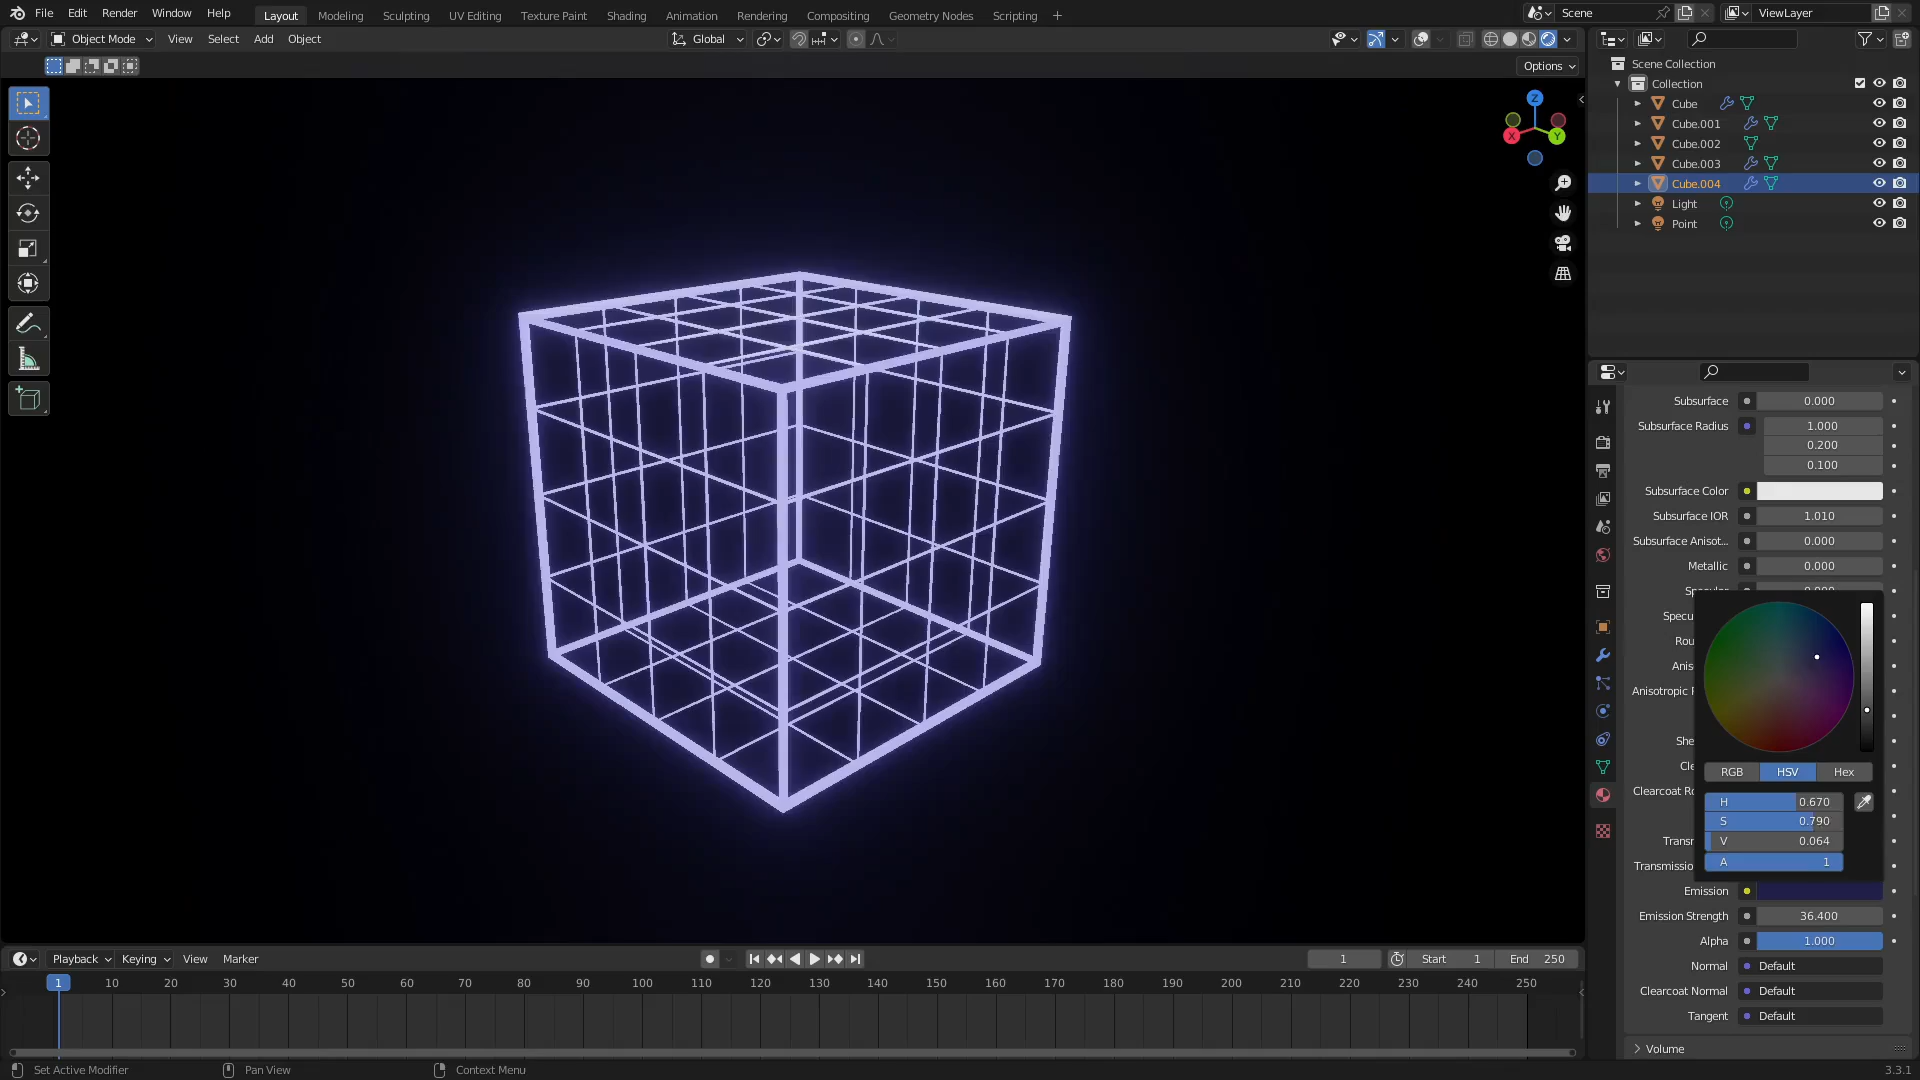 File Edit Render Window Help
Layout Modeling Sculpting UV Editing Texture Paint Shading Animation Rendering Compositing Geometry Nodes Scripting +
Scene
ViewLayer
Object Mode View Select Add Object
Global
Options
Z
X
Y
Scene Collection
Collection
Cube
Cube.001
Cube.002
Cube.003
Cube.004
Light
Point
Subsurface 0.000
Subsurface Radius 1.000
0.200
0.100
Subsurface Color
Subsurface IOR 1.010
Subsurface Anisot... 0.000
Metallic 0.000
Specu
Rou
Anis
Anisotropic
She
Cle
Clearcoat Ro
RGB HSV Hex
H 0.670
S 0.790
V 0.064
A 1
Trans
Transmissio
Emission
Emission Strength 36.400
Alpha 1.000
Normal Default
Clearcoat Normal Default
Tangent Default
Volume
Playback Keying View Marker
1
Start 1
End 250
1 10 20 30 40 50 60 70 80 90 100 110 120 130 140 150 160 170 180 190 200 210 220 230 240 250
Set Active Modifier
Pan View
Context Menu
3.3.1